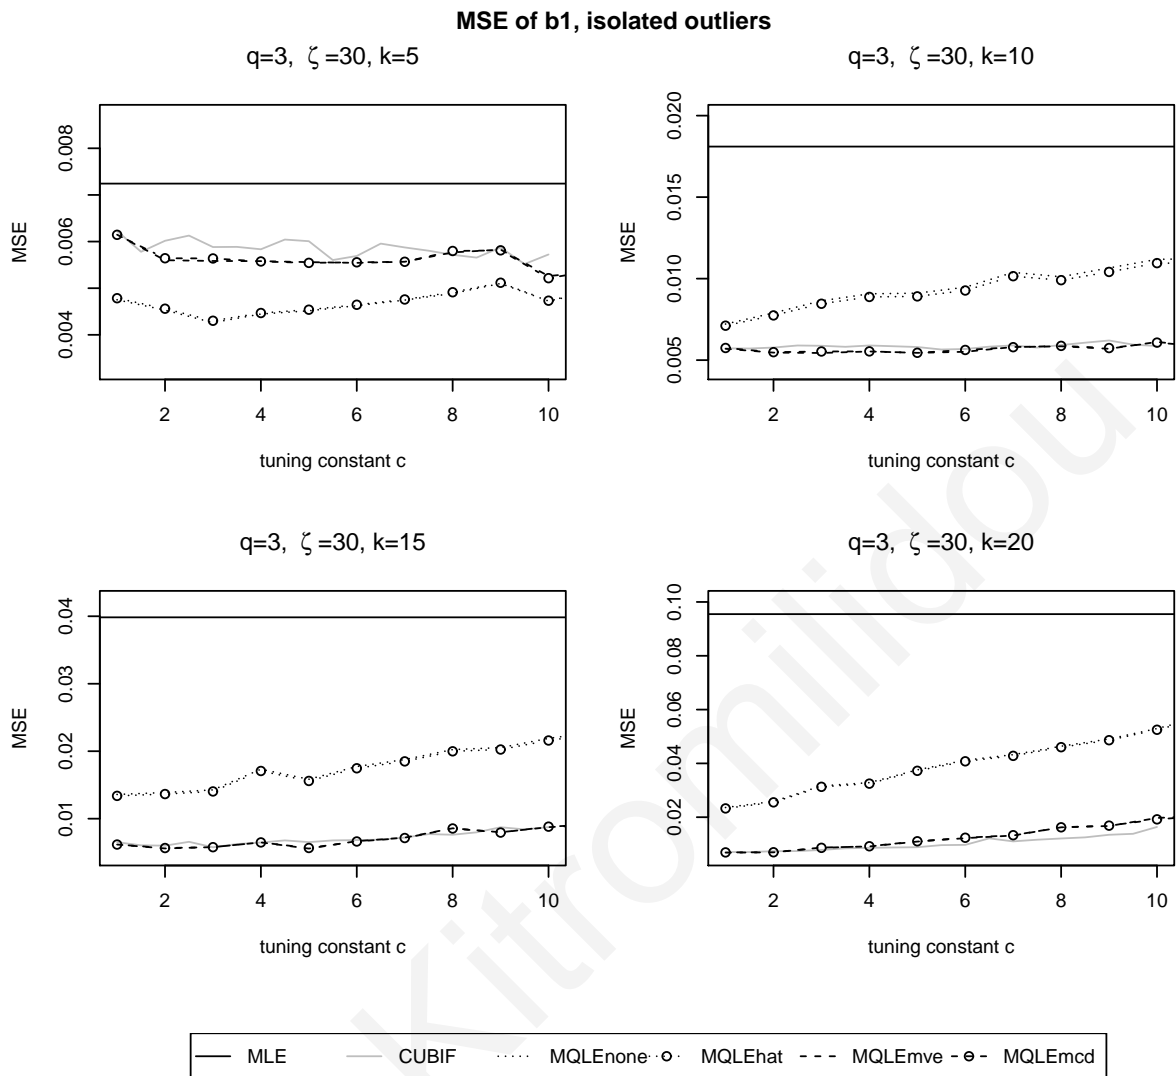 MSE of b1, isolated outliers
q=3, ζ =30, k=5
MSE
0.004
0.006
0.008
2
4
6
8
10
tuning constant c
q=3, ζ =30, k=10
MSE
0.005
0.010
0.015
0.020
2
4
6
8
10
tuning constant c
q=3, ζ =30, k=15
MSE
0.01
0.02
0.03
0.04
2
4
6
8
10
tuning constant c
q=3, ζ =30, k=20
MSE
0.02
0.04
0.06
0.08
0.10
2
4
6
8
10
tuning constant c
MLE CUBIF MQLEnone MQLEhat MQLEmve MQLEmcd
Kitromilidou